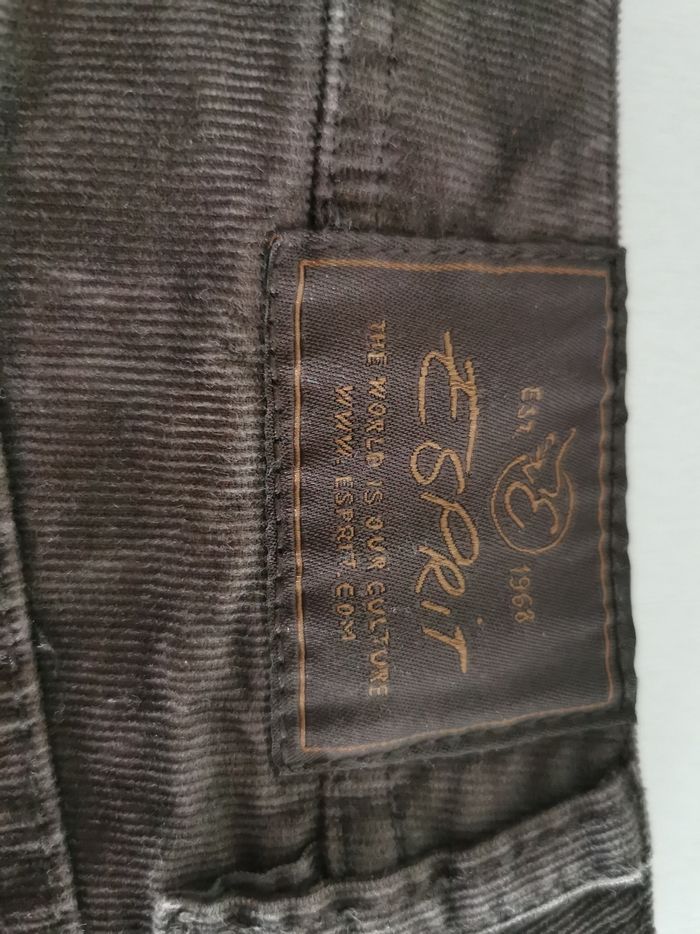 EST. 1968
ESPRIT
THE WORLD IS OUR CULTURE
WWW. ESPRIT. COM